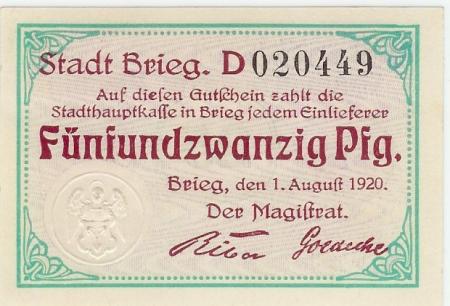 Stadt Brieg. D 020449
Auf diesen Gutschein zahlt die
Stadthauptkasse in Brieg jedem Einlieferer
Fünfundzwanzig Pfg.
Brieg, den 1. August 1920.
Der Magistrat.